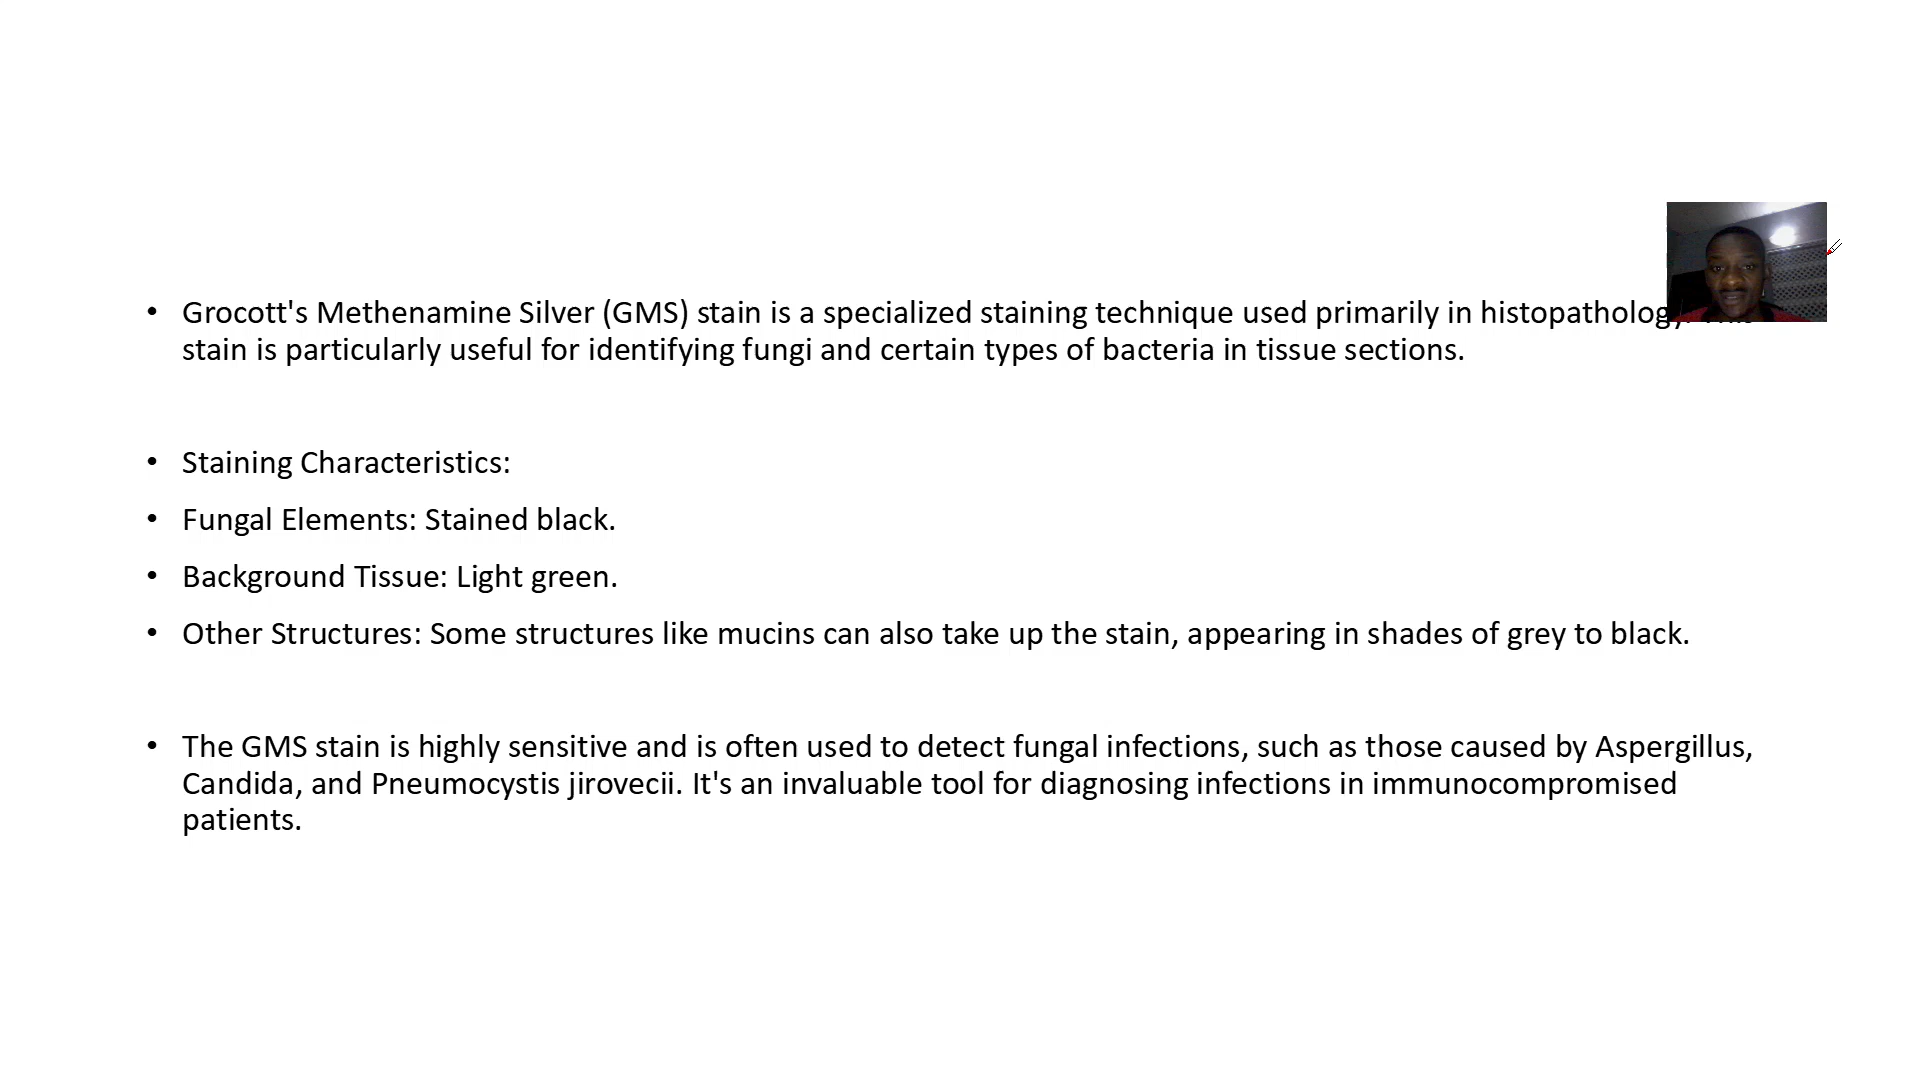 • Grocott's Methenamine Silver (GMS) stain is a specialized staining technique used primarily in histopathology.
stain is particularly useful for identifying fungi and certain types of bacteria in tissue sections.
• Staining Characteristics:
• Fungal Elements: Stained black.
• Background Tissue: Light green.
• Other Structures: Some structures like mucins can also take up the stain, appearing in shades of grey to black.
• The GMS stain is highly sensitive and is often used to detect fungal infections, such as those caused by Aspergillus,
Candida, and Pneumocystis jirovecii. It's an invaluable tool for diagnosing infections in immunocompromised
patients.